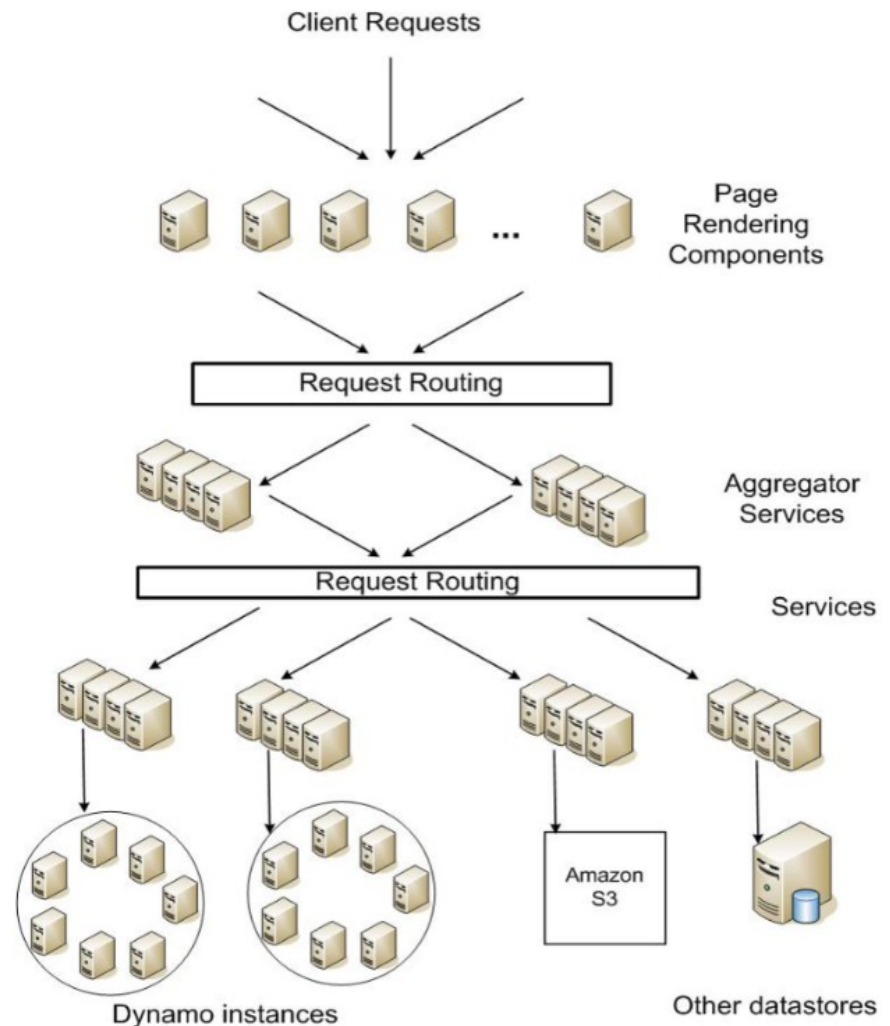 Client Requests
Page
Rendering
Components
...
Request Routing
Aggregator
Services
Request Routing
Services
Amazon
S3
Dynamo instances
Other datastores